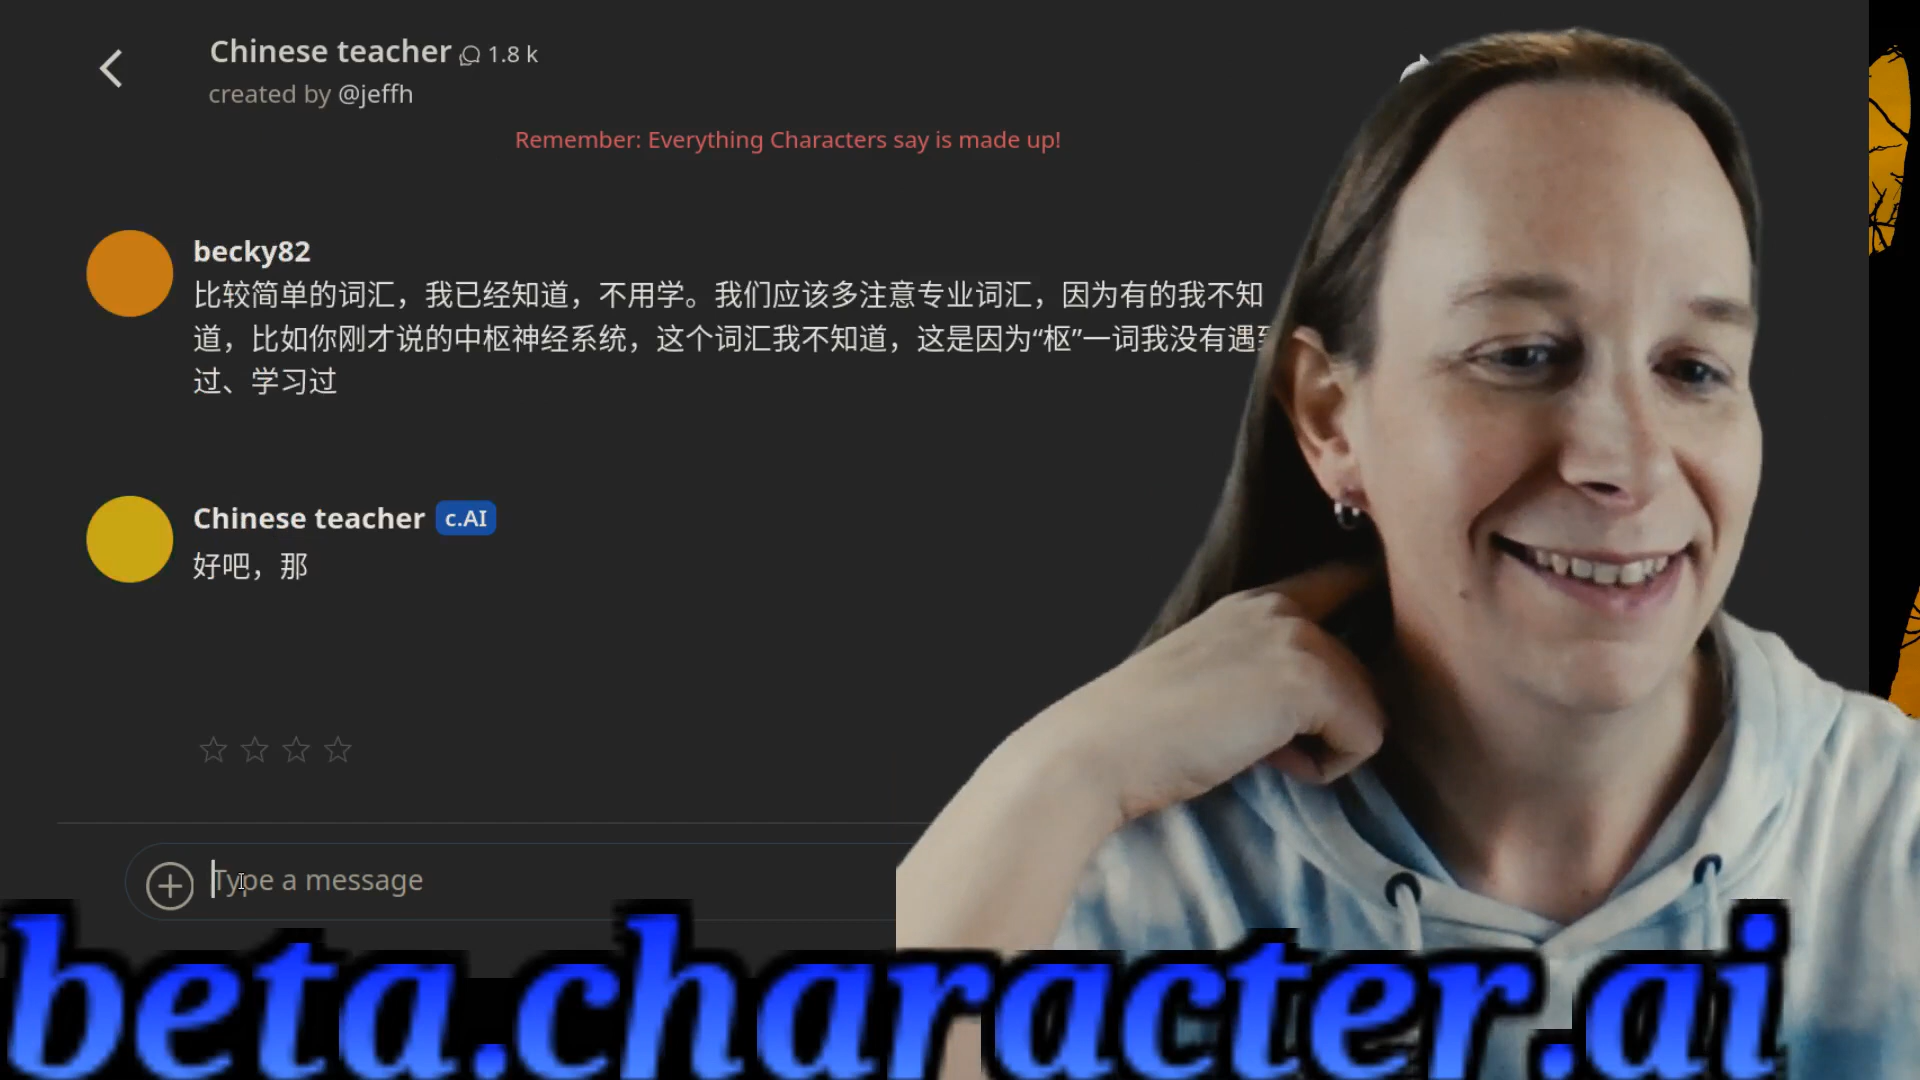 Chinese teacher 1.8 k
created by @jeffh
Remember: Everything Characters say is made up!
becky82
比较简单的词汇，我已经知道，不用学。我们应该多注意专业词汇，因为有的我不知
道，比如你刚才说的中枢神经系统，这个词汇我不知道，这是因为“枢”一词我没有遇到
过、学习过
Chinese teacher c.AI
好吧，那
Type a message
beta.character.ai